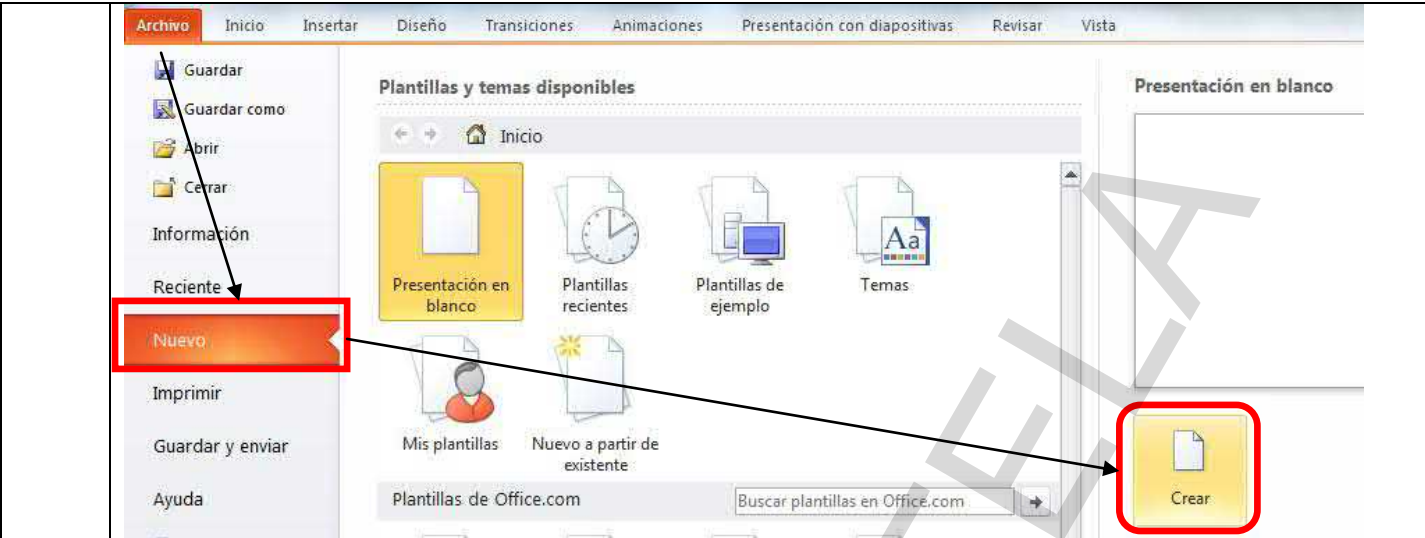 Archivo Inicio Insertar Diseño Transiciones Animaciones Presentación con diapositivas Revisar Vista
Guardar
Guardar como
Abrir
Cerrar
Información
Reciente
Nuevo
Imprimir
Guardar y enviar
Ayuda
Plantillas y temas disponibles
Inicio
Presentación en
blanco
Plantillas
recientes
Plantillas de
ejemplo
Temas
Aa
Mis plantillas
Nuevo a partir de
existente
Plantillas de Office.com
Buscar plantillas en Office.com
Presentación en blanco
Crear
TELA